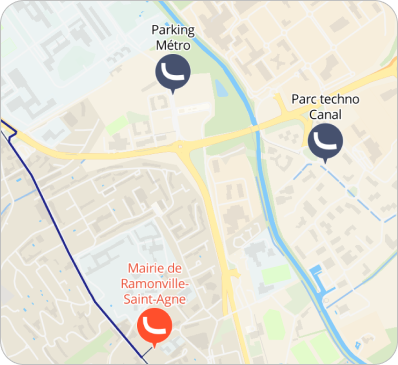 Parking
Métro
Parc techno
Canal
Mairie de
Ramonville-
Saint-Agne